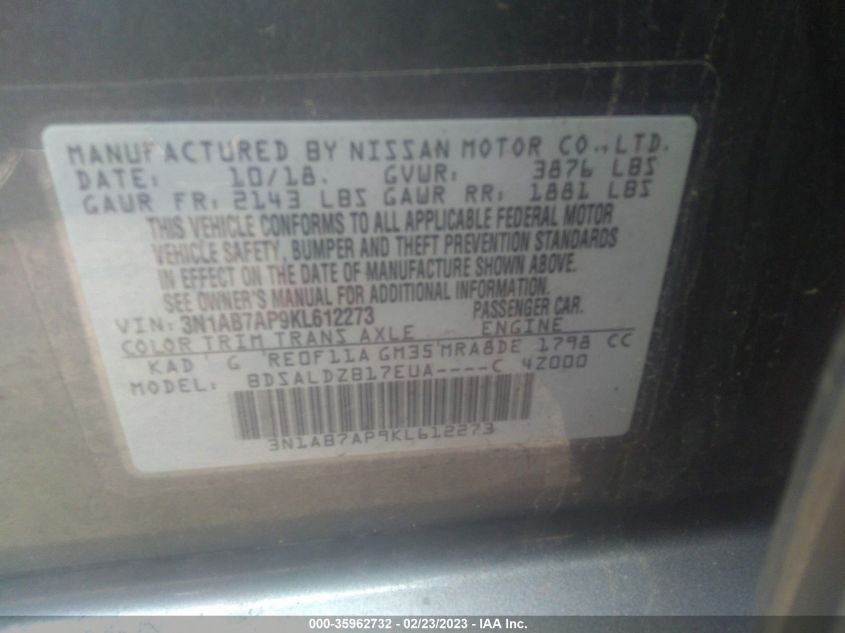 MANUFACTURED BY NISSAN MOTOR CO., LTD.
DATE: 10/18. GVWR: 3876 LBS
GAWR FR: 2143 LBS GAWR RR: 1881 LBS
THIS VEHICLE CONFORMS TO ALL APPLICABLE FEDERAL MOTOR
VEHICLE SAFETY, BUMPER AND THEFT PREVENTION STANDARDS
IN EFFECT ON THE DATE OF MANUFACTURE SHOWN ABOVE.
SEE OWNER'S MANUAL FOR ADDITIONAL INFORMATION.
VIN: 3N1AB7AP9KL612273 PASSENGER CAR.
COLOR TRIM TRANS AXLE ENGINE
KAD G RE0F11A GM35 MRA8DE 1798 CC
MODEL: BDSALDZB17EUA----C 4Z000
3N1AB7AP9KL612273
000-35962732 - 02/23/2023 - IAA Inc.